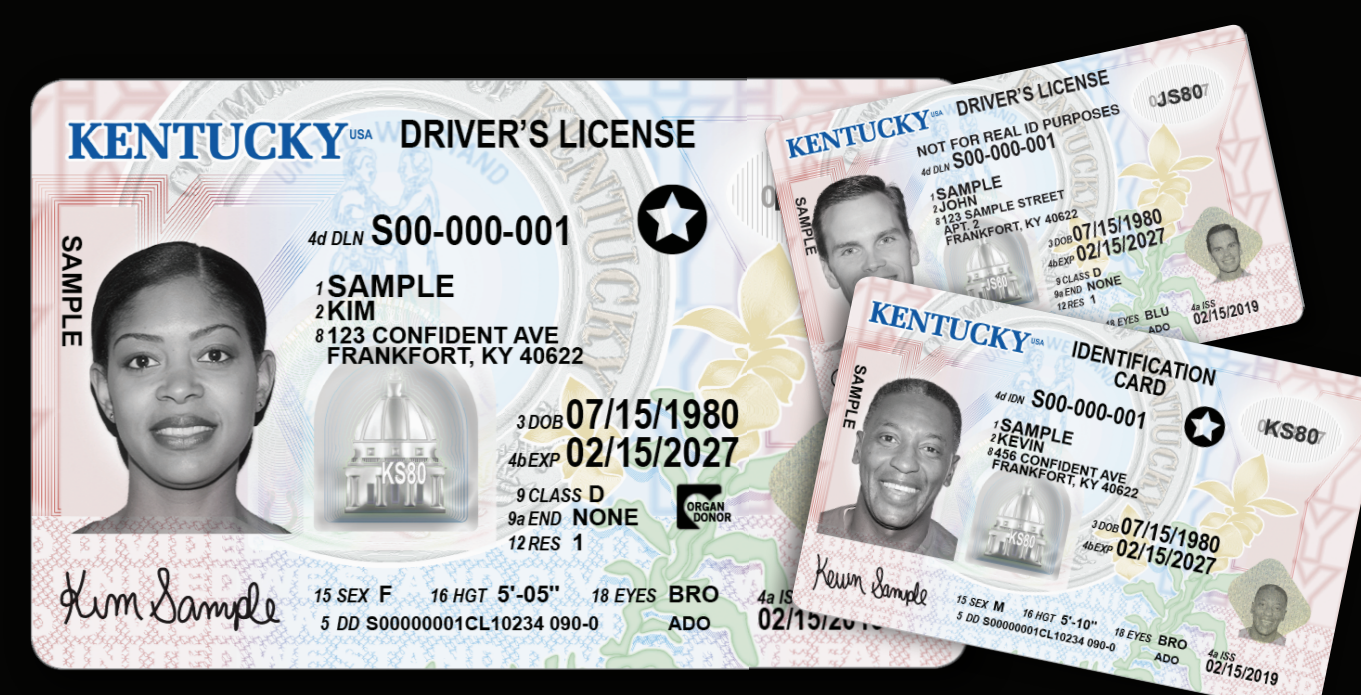 KENTUCKY USA DRIVER'S LICENSE
4d DLN S00-000-001
SAMPLE
1 SAMPLE
2 KIM
8 123 CONFIDENT AVE
FRANKFORT, KY 40622
KS80
3 DOB 07/15/1980
4b EXP 02/15/2027
9 CLASS D
9a END NONE
12 RES 1
ORGAN
DONOR
Kim Sample
15 SEX F 16 HGT 5'-05" 18 EYES BRO
5 DD S00000001CL10234 090-0 ADO
4a
02/15/
KENTUCKY USA DRIVER'S LICENSE
NOT FOR REAL ID PURPOSES
4d DLN S00-000-001
JS80
SAMPLE
1 SAMPLE
2 JOHN
8 123 SAMPLE STREET
APT. 2
FRANKFORT, KY 40622
JS80
3 DOB 07/15/1980
4b EXP 02/15/2027
9 CLASS D
9a END NONE
12 RES 1
18 EYES BLU
ADO
4a ISS
02/15/2019
KENTUCKY USA IDENTIFICATION
CARD
4d IDN S00-000-001
KS80
SAMPLE
1 SAMPLE
2 KEVIN
8 456 CONFIDENT AVE
FRANKFORT, KY 40622
KS80
3 DOB 07/15/1980
4b EXP 02/15/2027
Kevin Sample
15 SEX M 16 HGT 5'-10" 18 EYES BRO
5 DD S00000001CL10234 090-0 ADO
4a ISS
02/15/2019